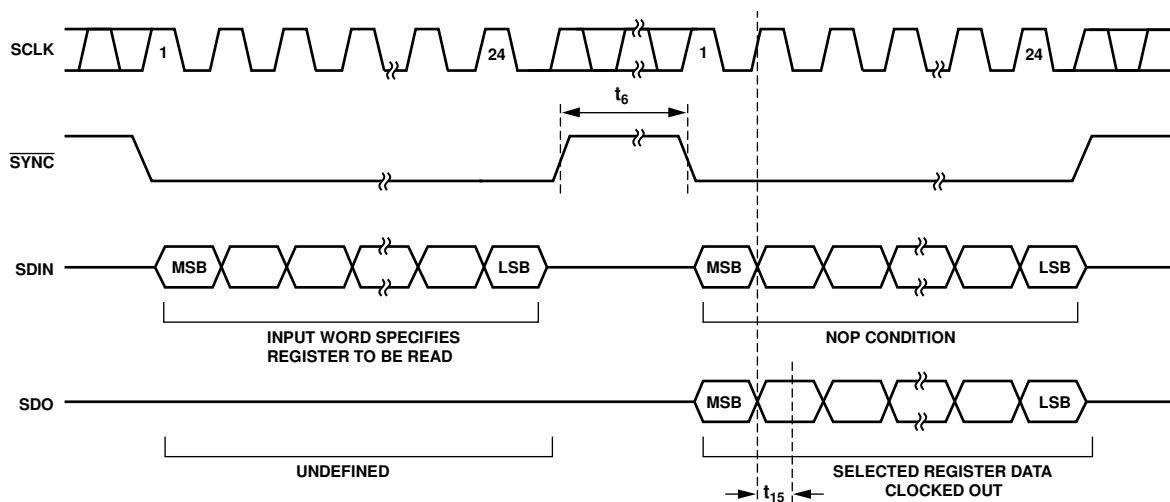 SCLK
1
24
1
24
t6
SYNC
SDIN
MSB
LSB
MSB
LSB
INPUT WORD SPECIFIES
REGISTER TO BE READ
NOP CONDITION
SDO
MSB
LSB
UNDEFINED
SELECTED REGISTER DATA
CLOCKED OUT
t15